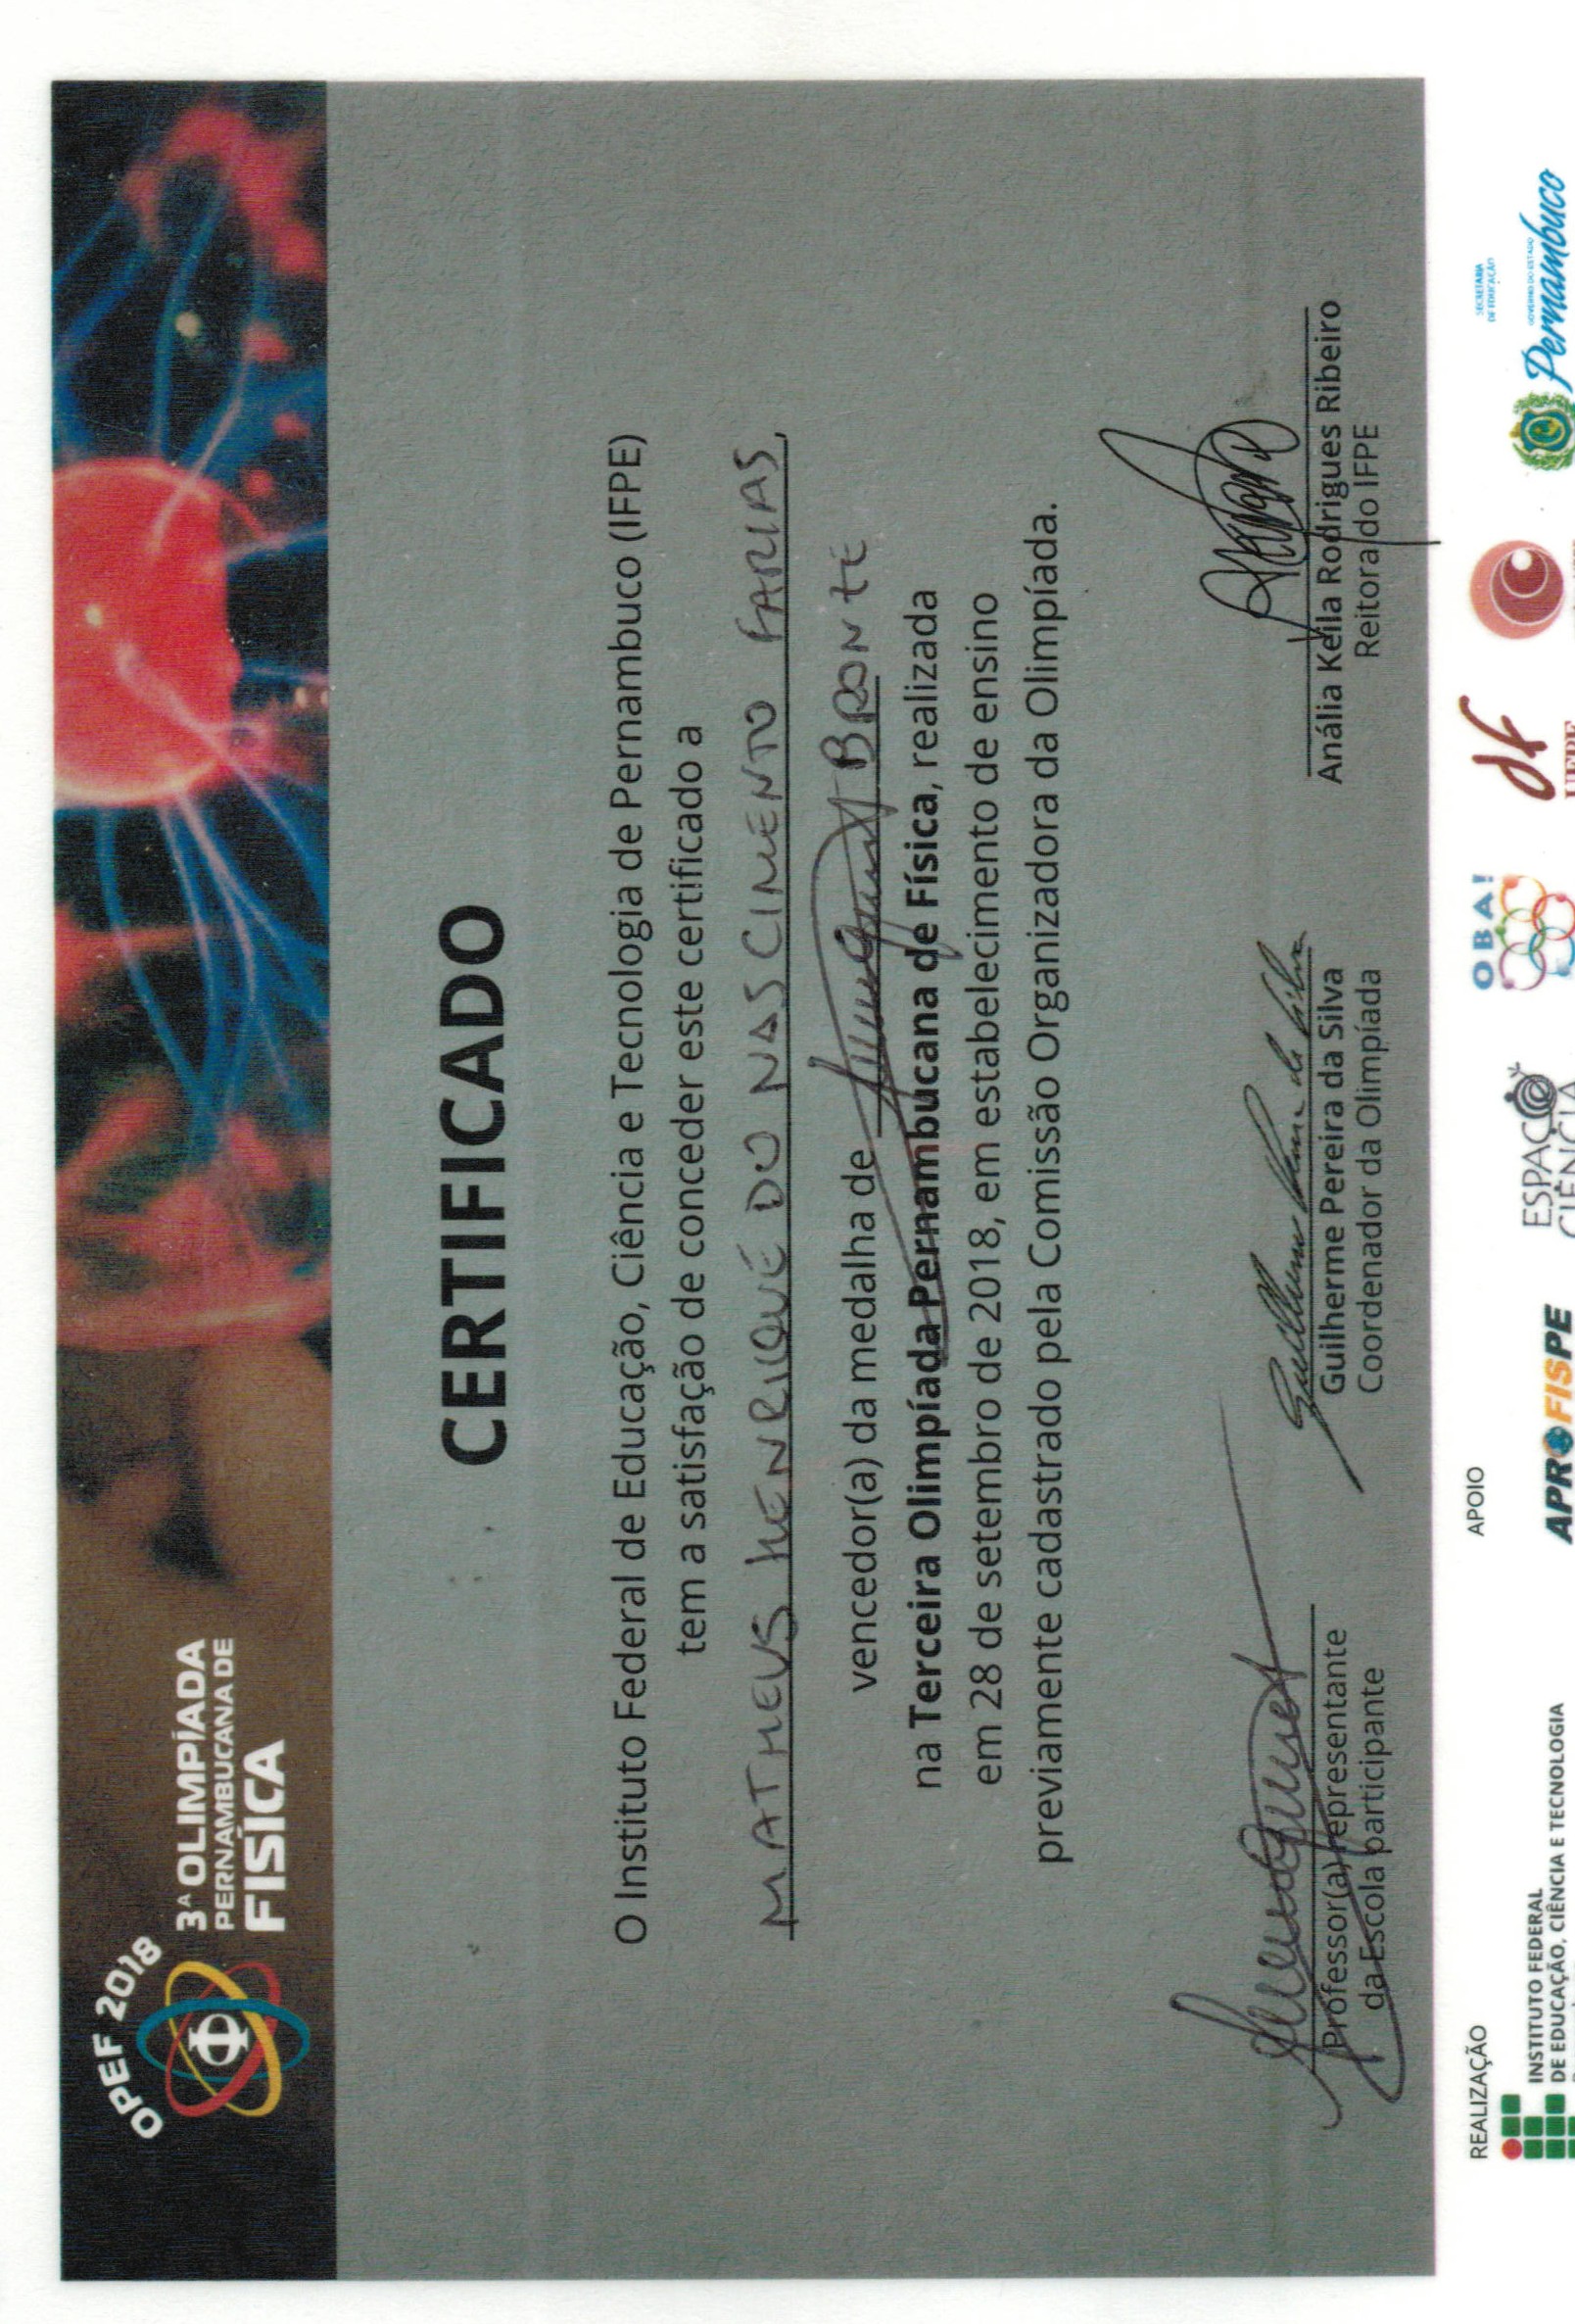 OPEF 2018
3ª OLIMPÍADA
PERNAMBUCANA DE
FISÍCA
CERTIFICADO
O Instituto Federal de Educação, Ciência e Tecnologia de Pernambuco (IFPE)
tem a satisfação de conceder este certificado a
MATHEUS HENRIQUE DO NASCIMENTO FARIAS,
vencedor(a) da medalha de BRONZE
na Terceira Olimpíada Pernambucana de Física, realizada
em 28 de setembro de 2018, em estabelecimento de ensino
previamente cadastrado pela Comissão Organizadora da Olimpíada.
Guilherme Pereira da Silva
Professor(a) representante
da Escola participante
Guilherme Pereira da Silva
Coordenador da Olimpíada
Anália Keila Rodrigues Ribeiro
Reitora do IFPE
REALIZAÇÃO
INSTITUTO FEDERAL
DE EDUCAÇÃO, CIÊNCIA E TECNOLOGIA
APOIO
APROFISPE
ESPAÇO
CIÊNCIA
OBA!
df
UFPE
SECRETARIA
DE EDUCAÇÃO
GOVERNO DO ESTADO
Pernambuco